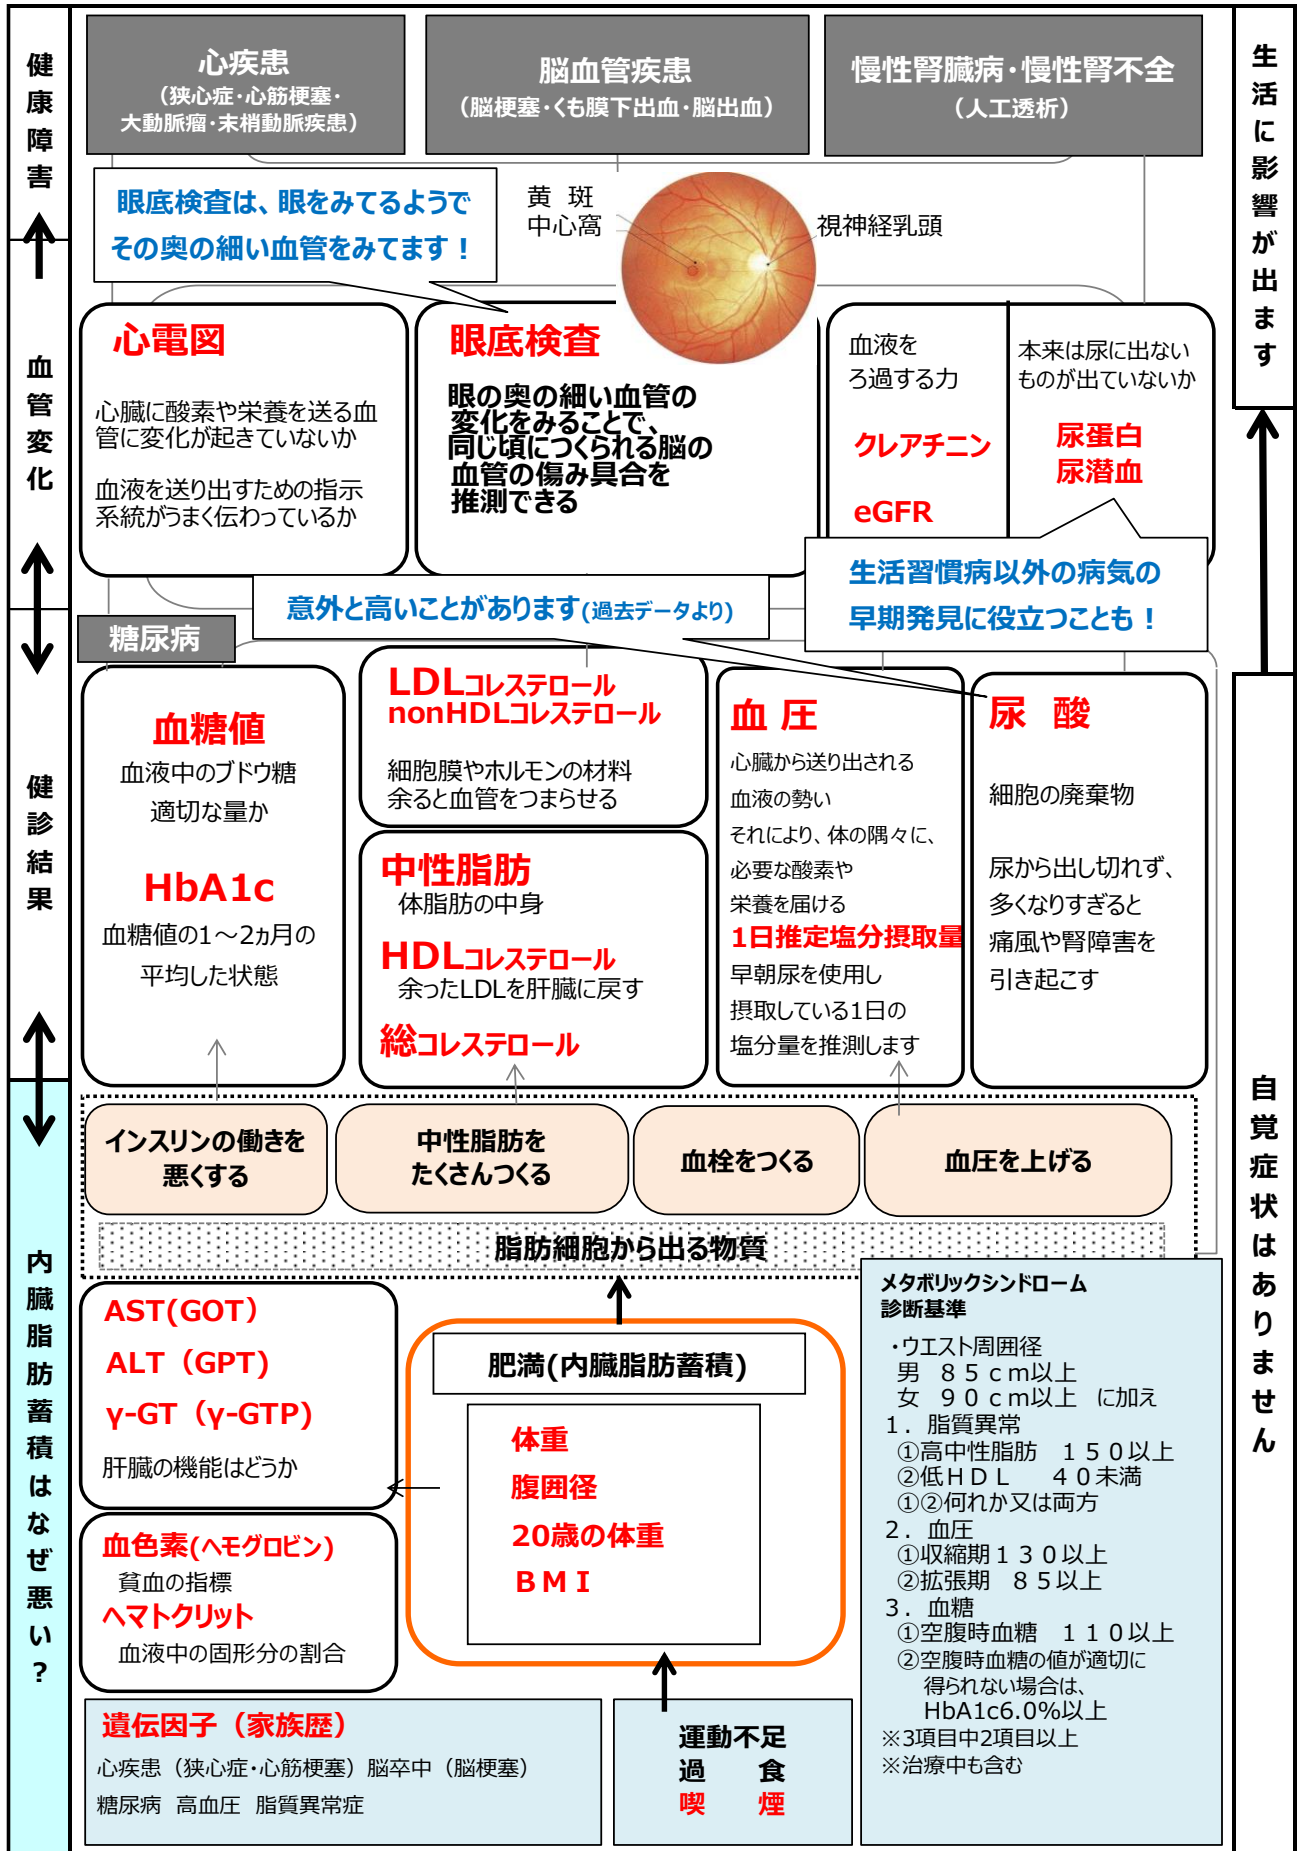 健康障害
血管変化
健診結果
内臓脂肪蓄積はなぜ悪い?
心疾患
（狭心症・心筋梗塞・
大動脈瘤・末梢動脈疾患）
脳血管疾患
（脳梗塞・くも膜下出血・脳出血）
慢性腎臓病・慢性腎不全
（人工透析）
生活に影響が出ます
自覚症状はありません
眼底検査は、眼をみてるようで
その奥の細い血管をみてます！
黄　斑
中心窩
視神経乳頭
心電図
心臓に酸素や栄養を送る血
管に変化が起きていないか
血液を送り出すための指示
系統がうまく伝わっているか
眼底検査
眼の奥の細い血管の
変化をみることで、
同じ頃につくられる脳の
血管の傷み具合を
推測できる
血液を
ろ過する力
クレアチニン
eGFR
本来は尿に出ない
ものが出ていないか
尿蛋白
尿潜血
生活習慣病以外の病気の
早期発見に役立つことも！
意外と高いことがあります(過去データより)
糖尿病
血糖値
血液中のブドウ糖
適切な量か
HbA1c
血糖値の1～2ヵ月の
平均した状態
LDLコレステロール
nonHDLコレステロール
細胞膜やホルモンの材料
余ると血管をつまらせる
中性脂肪
体脂肪の中身
HDLコレステロール
余ったLDLを肝臓に戻す
総コレステロール
血 圧
心臓から送り出される
血液の勢い
それにより、体の隅々に、
必要な酸素や
栄養を届ける
1日推定塩分摂取量
早朝尿を使用し
摂取している1日の
塩分量を推測します
尿　酸
細胞の廃棄物
尿から出し切れず、
多くなりすぎると
痛風や腎障害を
引き起こす
インスリンの働きを
悪くする
中性脂肪を
たくさんつくる
血栓をつくる
血圧を上げる
脂肪細胞から出る物質
AST(GOT）
ALT（GPT)
γ-GT（γ-GTP)
肝臓の機能はどうか
血色素(ヘモグロビン)
貧血の指標
ヘマトクリット
血液中の固形分の割合
肥満(内臓脂肪蓄積)
体重
腹囲径
20歳の体重
ＢＭＩ
メタボリックシンドローム
診断基準
・ウエスト周囲径
男　８５ｃｍ以上
女　９０ｃｍ以上　に加え
１．脂質異常
①高中性脂肪　１５０以上
②低ＨＤＬ　　４０未満
①②何れか又は両方
２．血圧
①収縮期１３０以上
②拡張期　８５以上
３．血糖
①空腹時血糖　１１０以上
②空腹時血糖の値が適切に
得られない場合は、
HbA1c6.0%以上
※3項目中2項目以上
※治療中も含む
遺伝因子（家族歴）
心疾患（狭心症・心筋梗塞）脳卒中（脳梗塞）
糖尿病 高血圧 脂質異常症
運動不足
過　　食
喫　　煙